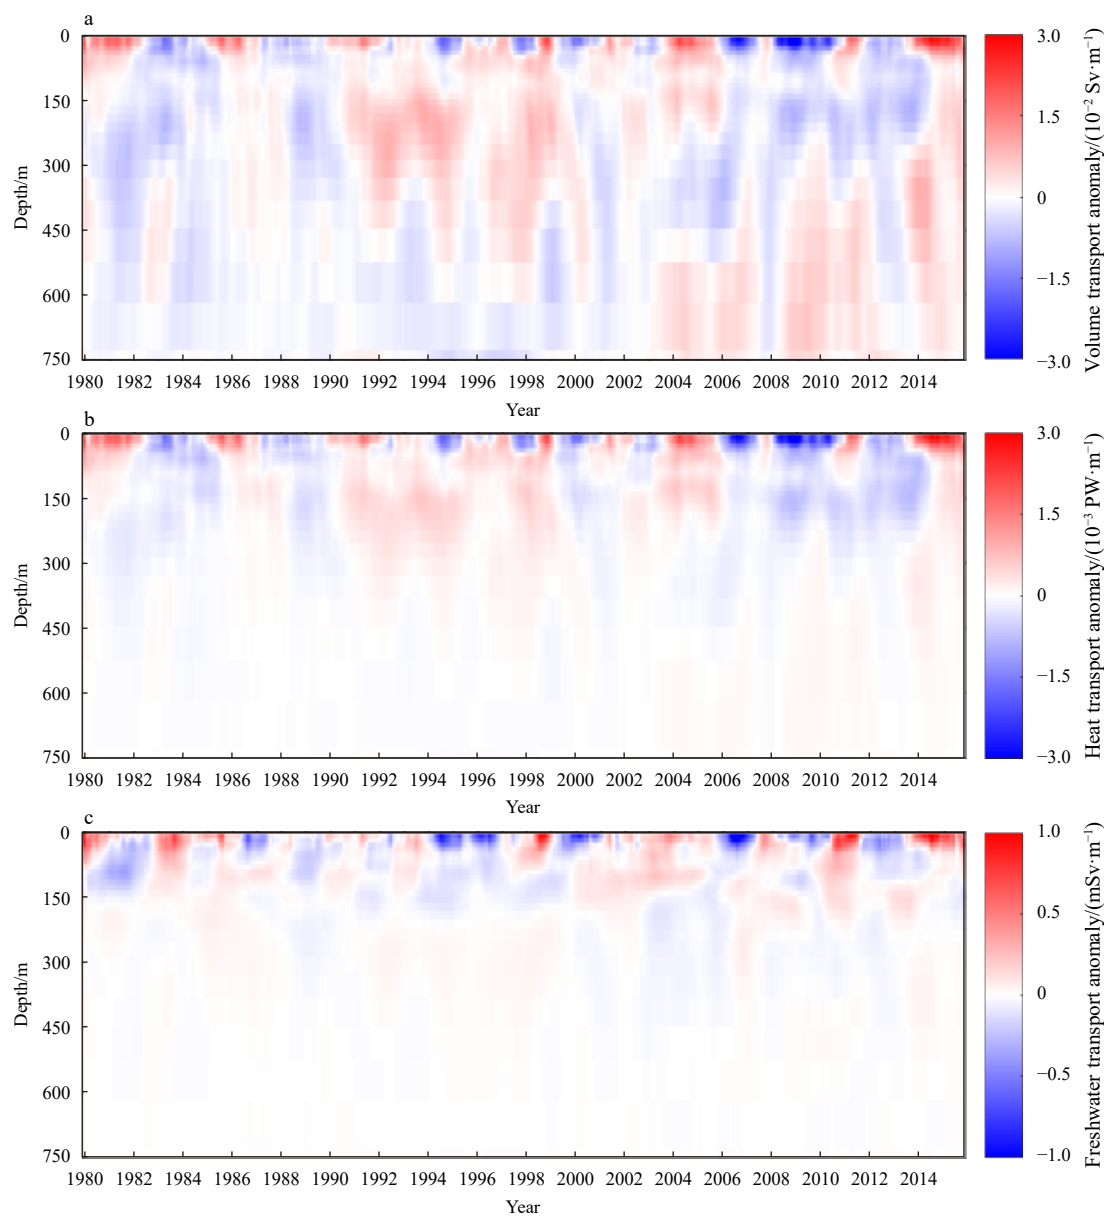 a
0
150
300
450
600
750
Depth/m
1980 1982 1984 1986 1988 1990 1992 1994 1996 1998 2000 2002 2004 2006 2008 2010 2012 2014
Year
3.0
1.5
0
−1.5
−3.0
Volume transport anomaly/(10⁻² Sv·m⁻¹)
b
0
150
300
450
600
750
Depth/m
1980 1982 1984 1986 1988 1990 1992 1994 1996 1998 2000 2002 2004 2006 2008 2010 2012 2014
Year
3.0
1.5
0
−1.5
−3.0
Heat transport anomaly/(10⁻³ PW·m⁻¹)
c
0
150
300
450
600
750
Depth/m
1980 1982 1984 1986 1988 1990 1992 1994 1996 1998 2000 2002 2004 2006 2008 2010 2012 2014
Year
1.0
0.5
0
−0.5
−1.0
Freshwater transport anomaly/(mSv·m⁻¹)